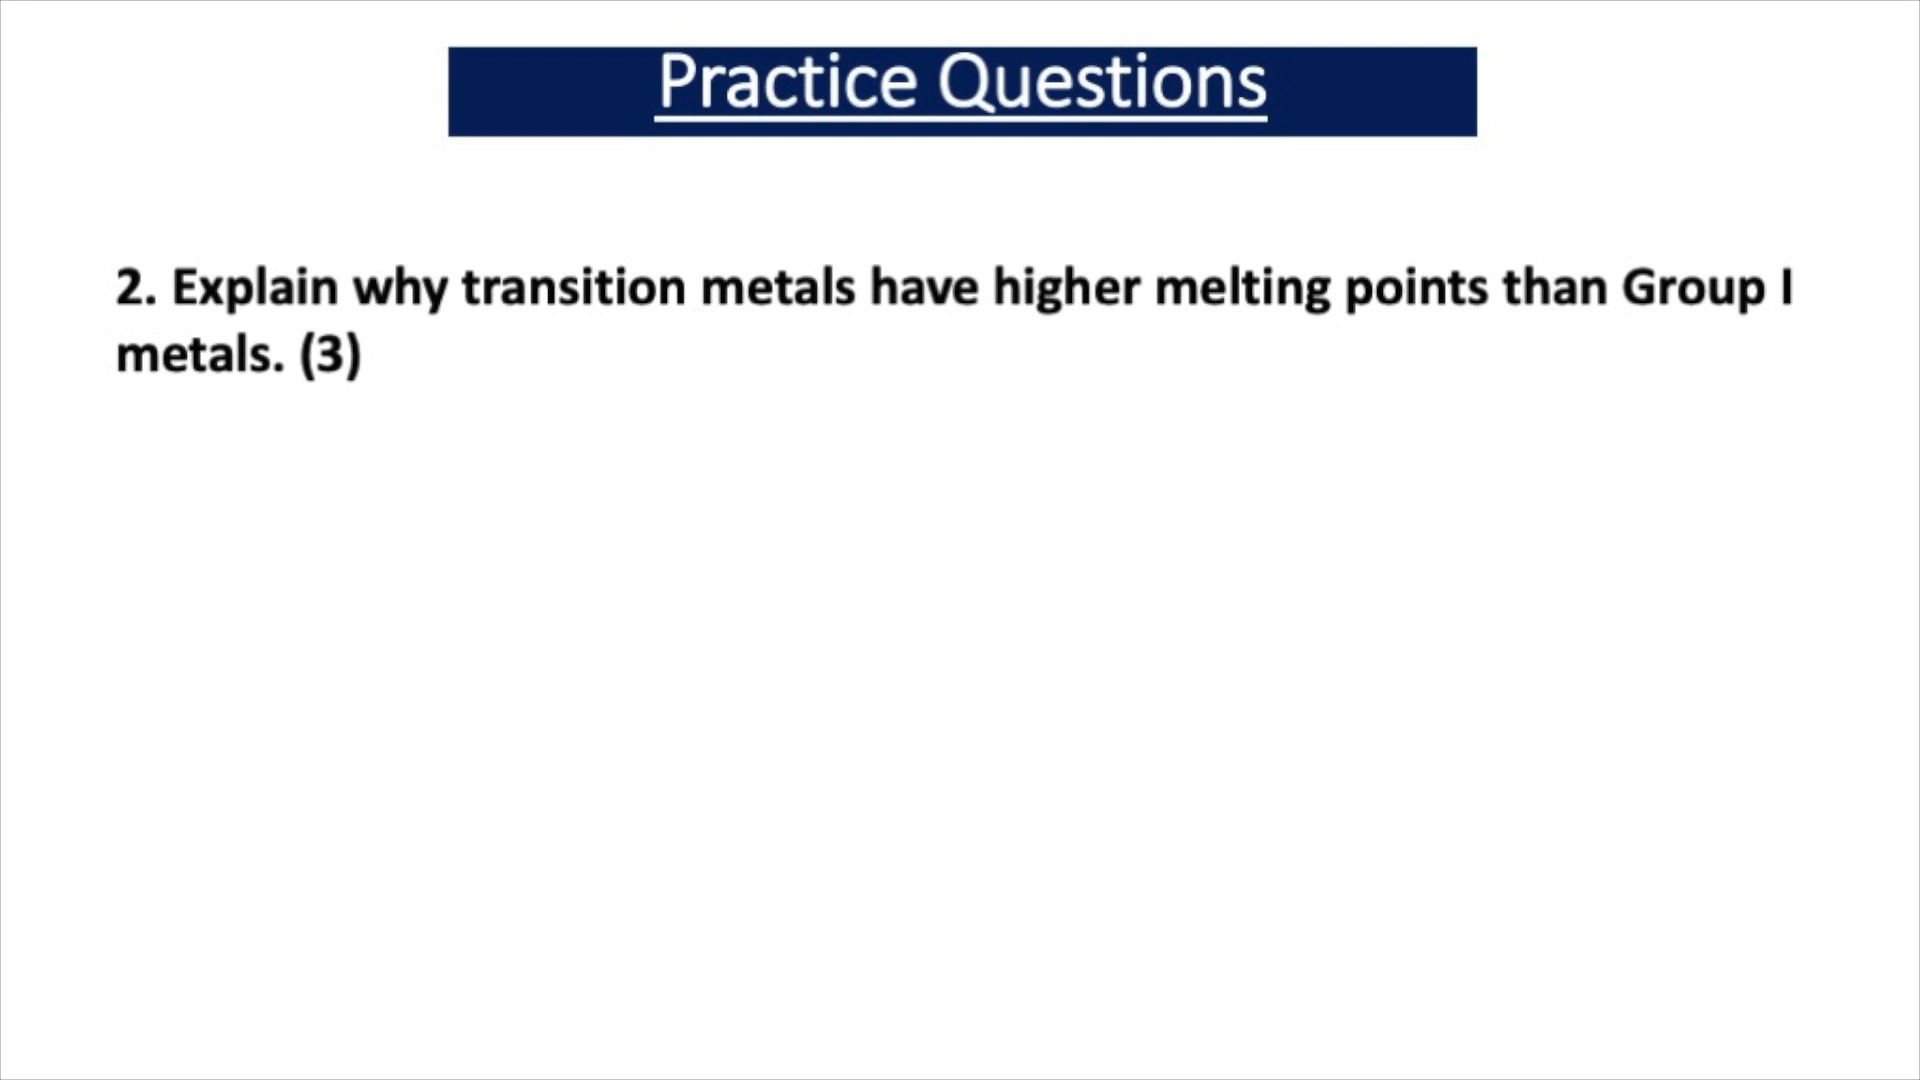 Practice Questions
2. Explain why transition metals have higher melting points than Group I
metals. (3)